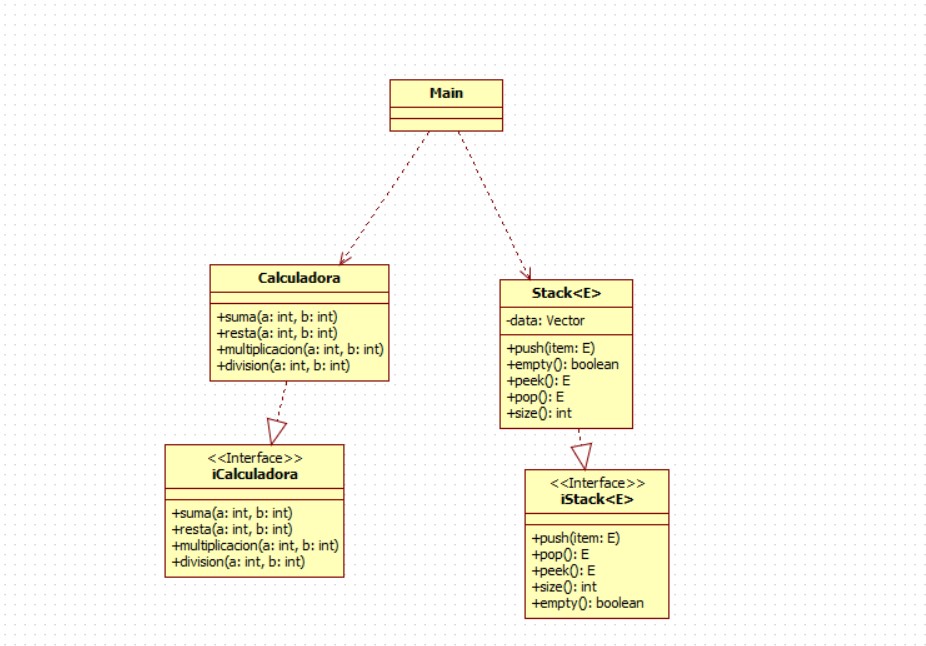 Main
Calculadora
+suma(a: int, b: int)
+resta(a: int, b: int)
+multiplicacion(a: int, b: int)
+division(a: int, b: int)
Stack<E>
-data: Vector
+push(item: E)
+empty(): boolean
+peek(): E
+pop(): E
+size(): int
<<Interface>>
iCalculadora
+suma(a: int, b: int)
+resta(a: int, b: int)
+multiplicacion(a: int, b: int)
+division(a: int, b: int)
<<Interface>>
iStack<E>
+push(item: E)
+pop(): E
+peek(): E
+size(): int
+empty(): boolean